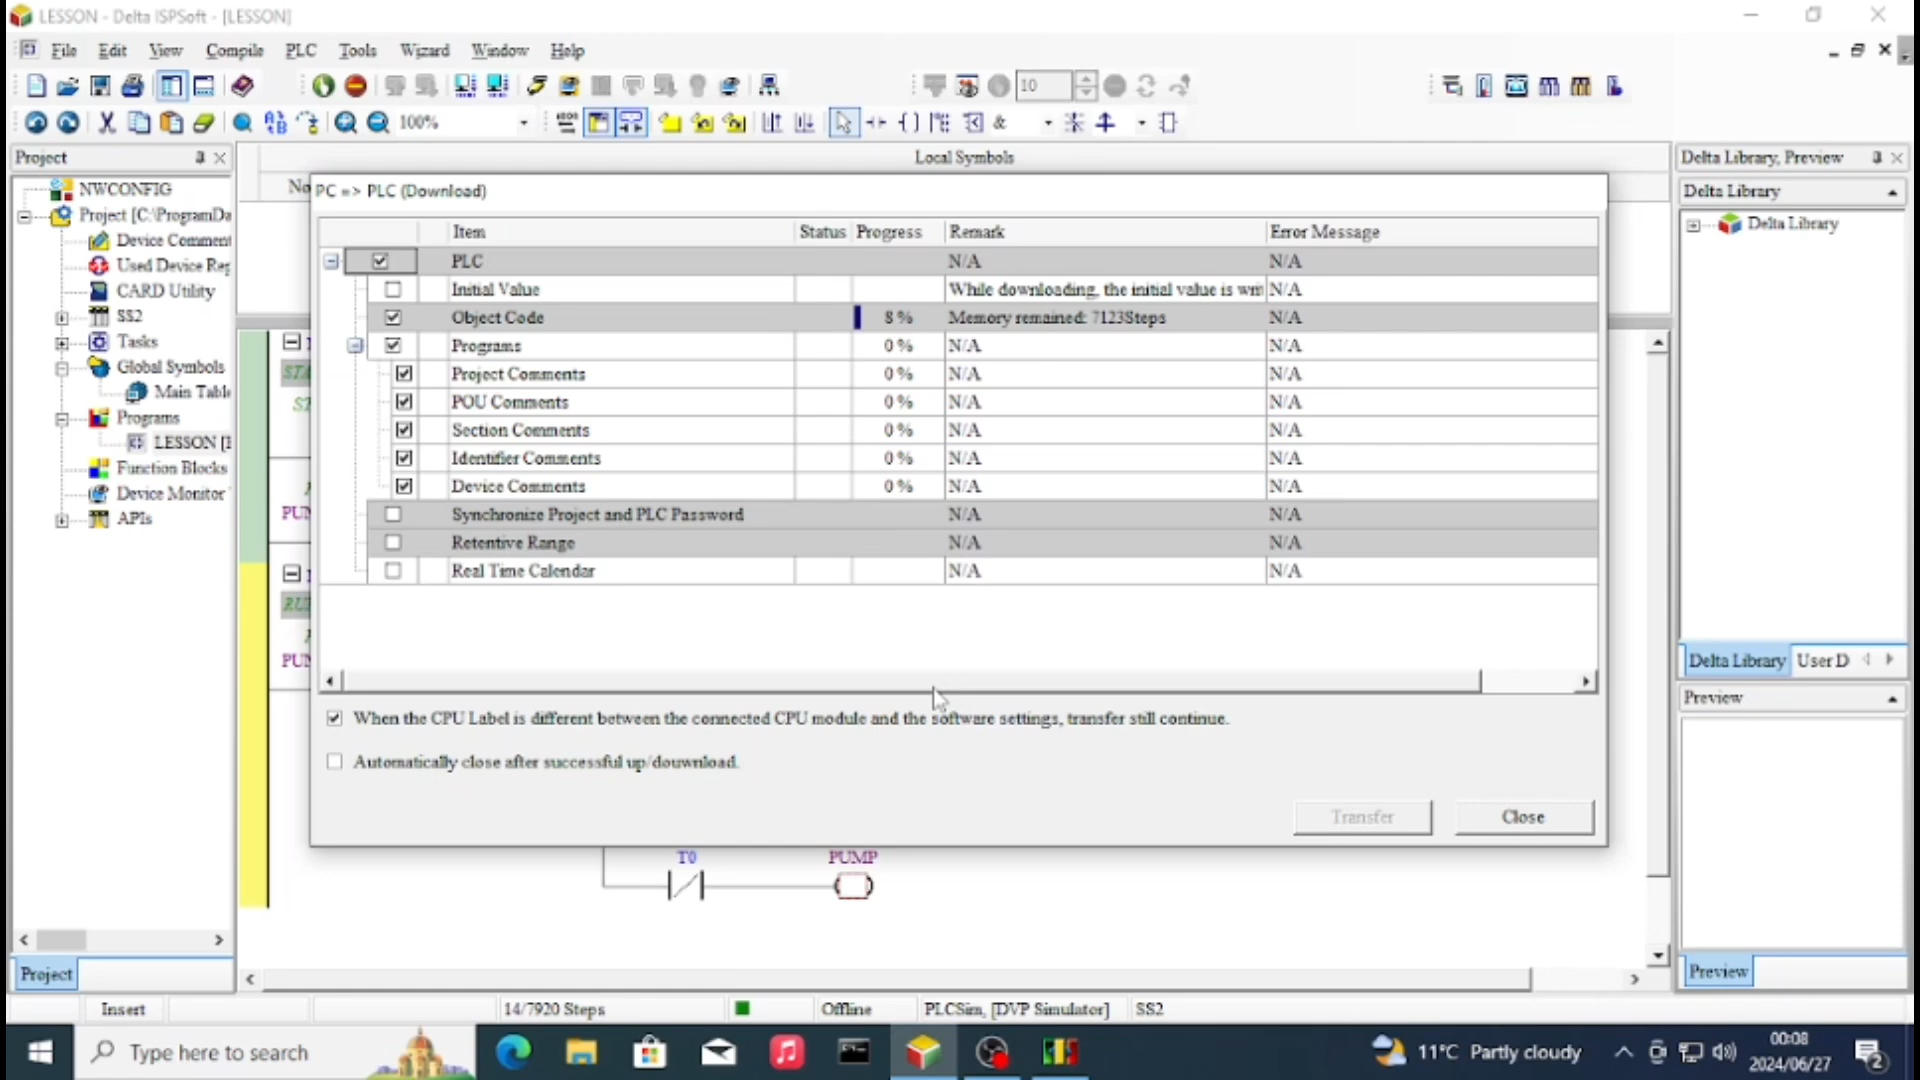 LESSON - Delta ISPSoft - [LESSON]
File Edit View Compile PLC Tools Wizard Window Help
10
100%
Project
Local Symbols
Delta Library, Preview
NWCONFIG
Project [C:\ProgramDa
Device Comment
Used Device Rep
CARD Utility
SS2
Tasks
Global Symbols
Main Table
Programs
LESSON [
Function Blocks
Device Monitor
APIs
Project
No
PC => PLC (Download)
Item Status Progress Remark Error Message
PLC N/A N/A
Initial Value While downloading, the initial value is wri N/A
Object Code 8 % Memory remained: 7123Steps N/A
Programs 0 % N/A N/A
Project Comments 0 % N/A N/A
POU Comments 0 % N/A N/A
Section Comments 0 % N/A N/A
Identifier Comments 0 % N/A N/A
Device Comments 0 % N/A N/A
Synchronize Project and PLC Password N/A N/A
Retentive Range N/A N/A
Real Time Calendar N/A N/A
When the CPU Label is different between the connected CPU module and the software settings, transfer still continue.
Automatically close after successful up/douwnload.
Transfer Close
PUM
PUM
T0 PUMP
Delta Library
Delta Library
Delta Library User D
Preview
Preview
Insert 14/7920 Steps Offline PLCSim, [DVP Simulator] SS2
Type here to search
11°C Partly cloudy
00:08
2024/06/27
2